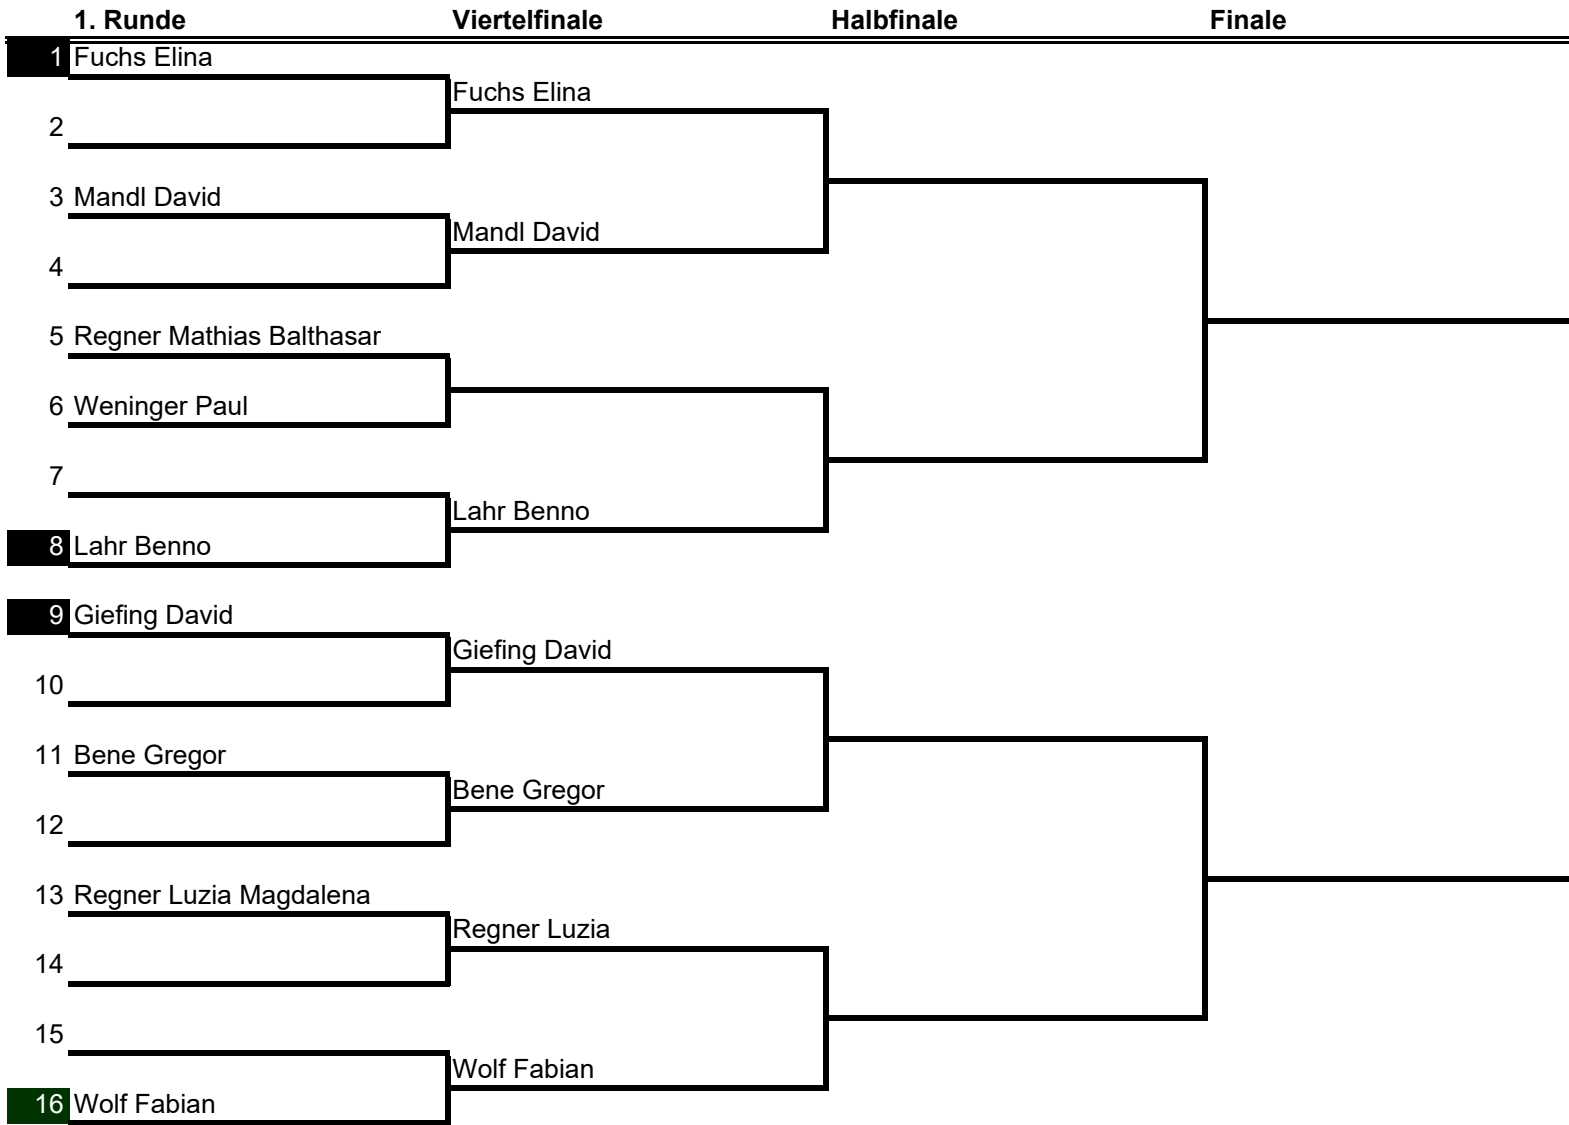 1. Runde Viertelfinale Halbfinale Finale
1 Fuchs Elina
Fuchs Elina
2
3 Mandl David
Mandl David
4
5 Regner Mathias Balthasar
6 Weninger Paul
7
Lahr Benno
8 Lahr Benno
9 Giefing David
Giefing David
10
11 Bene Gregor
Bene Gregor
12
13 Regner Luzia Magdalena
Regner Luzia
14
15
Wolf Fabian
16 Wolf Fabian